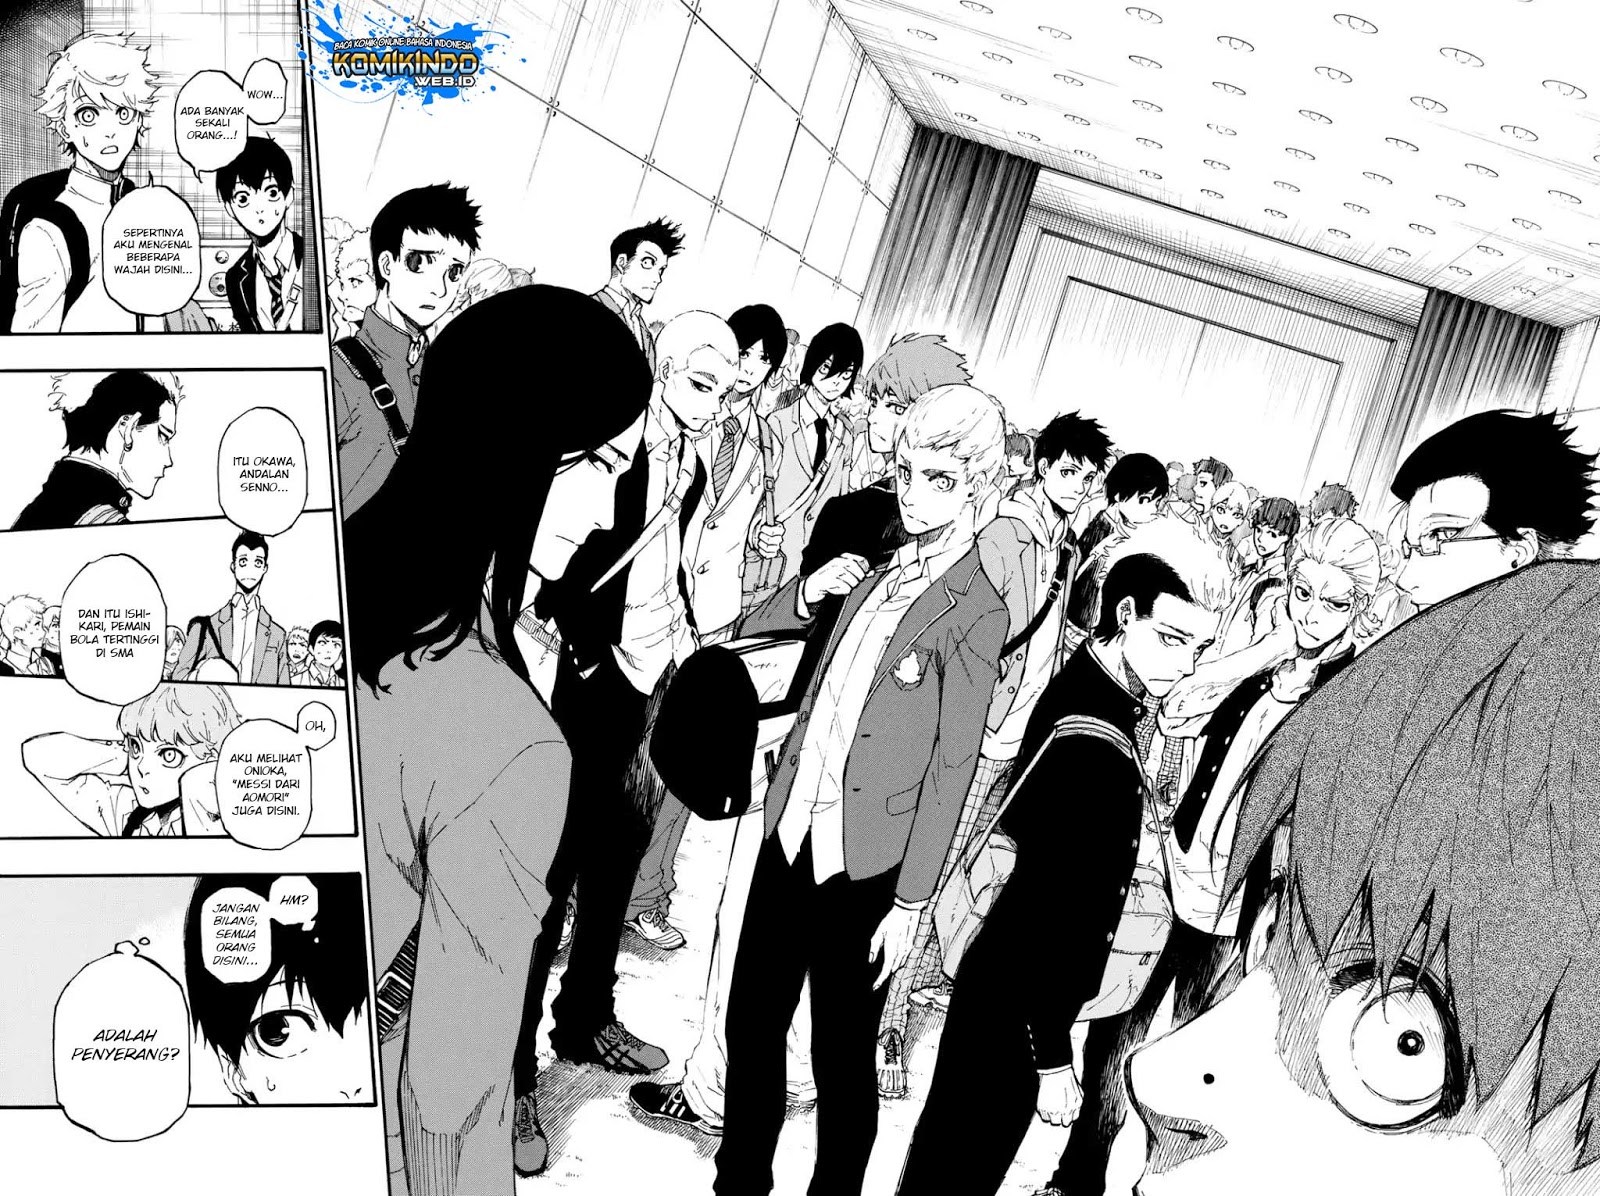 BACA KOMIK ONLINE BAHASA INDONESIA
KOMIKINDO
WEB.ID
WOW...
ADA BANYAK
SEKALI
ORANG...!
SEPERTINYA
AKU MENGENAL
BEBERAPA
WAJAH DISINI...
ITU OKAWA,
ANDALAN
SENNO...
DAN ITU ISHI-
KARI, PEMAIN
BOLA TERTINGGI
DI SMA
OH,
AKU MELIHAT
ONIOKA,
"MESSI DARI
AOMORI"
JUGA DISINI.
HM?
JANGAN
BILANG,
SEMUA
ORANG
DISINI...
ADALAH
PENYERANG?